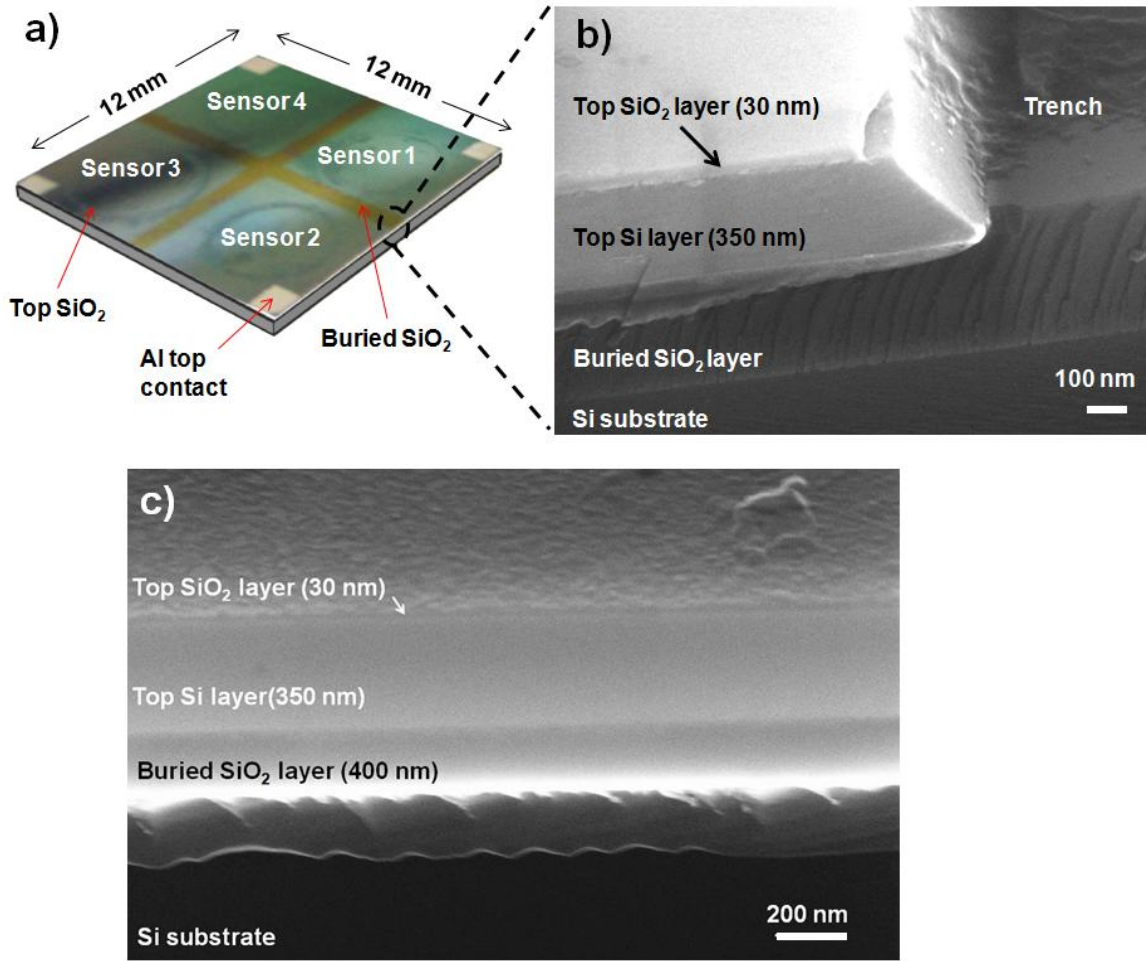 a)
12 mm
12 mm
Sensor 4
Sensor 3
Sensor 1
Sensor 2
Top SiO₂
Al top
contact
Buried SiO₂
b)
Top SiO₂ layer (30 nm)
Trench
Top Si layer (350 nm)
Buried SiO₂ layer
100 nm
Si substrate
c)
Top SiO₂ layer (30 nm)
Top Si layer(350 nm)
Buried SiO₂ layer (400 nm)
200 nm
Si substrate